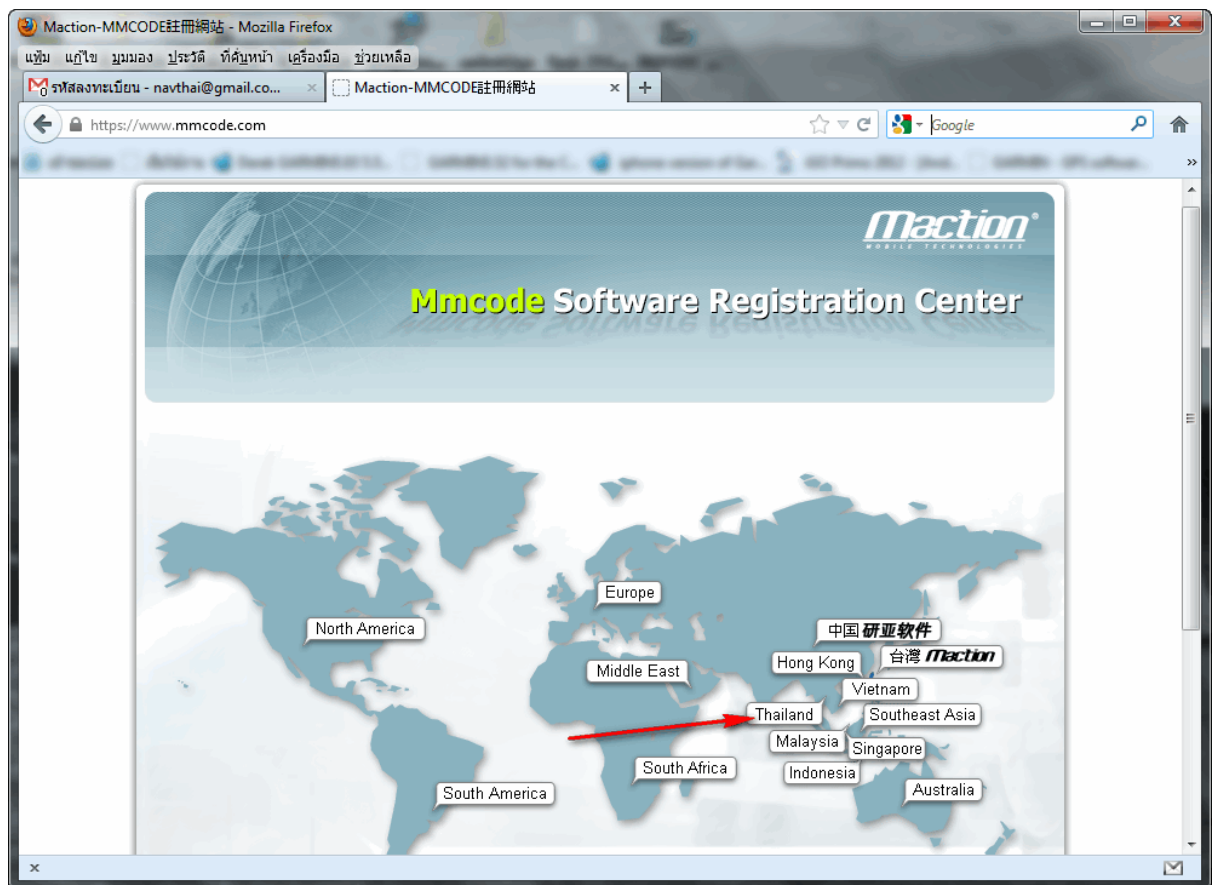 Maction-MMCODE註冊網站 - Mozilla Firefox
แฟ้ม แก้ไข มุมมอง ประวัติ ที่คั่นหน้า เครื่องมือ ช่วยเหลือ
รหัสลงทะเบียน - navthai@gmail.co... × Maction-MMCODE註冊網站 × +
https://www.mmcode.com Google
»
Maction®
MOBILE TECHNOLOGIES
Mmcode Software Registration Center
Europe
North America
中国 研亚软件
台灣 Maction
Hong Kong
Middle East
Vietnam
Thailand
Southeast Asia
Malaysia
Singapore
South Africa
Indonesia
Australia
South America
×